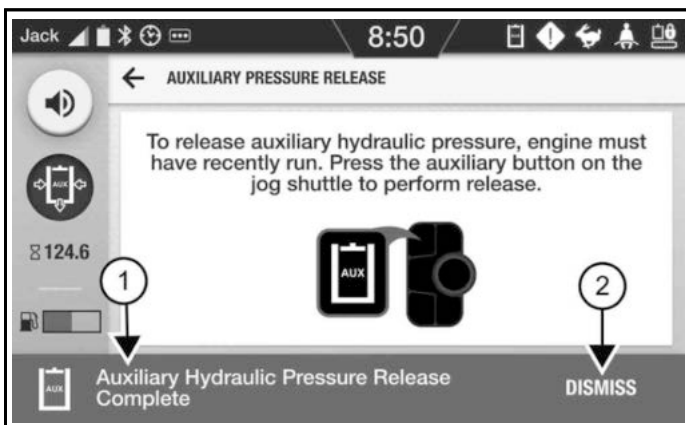 Jack
8:50
AUXILIARY PRESSURE RELEASE
To release auxiliary hydraulic pressure, engine must
have recently run. Press the auxiliary button on the
jog shuttle to perform release.
AUX
AUX
124.6
1
2
AUX
Auxiliary Hydraulic Pressure Release
Complete
DISMISS